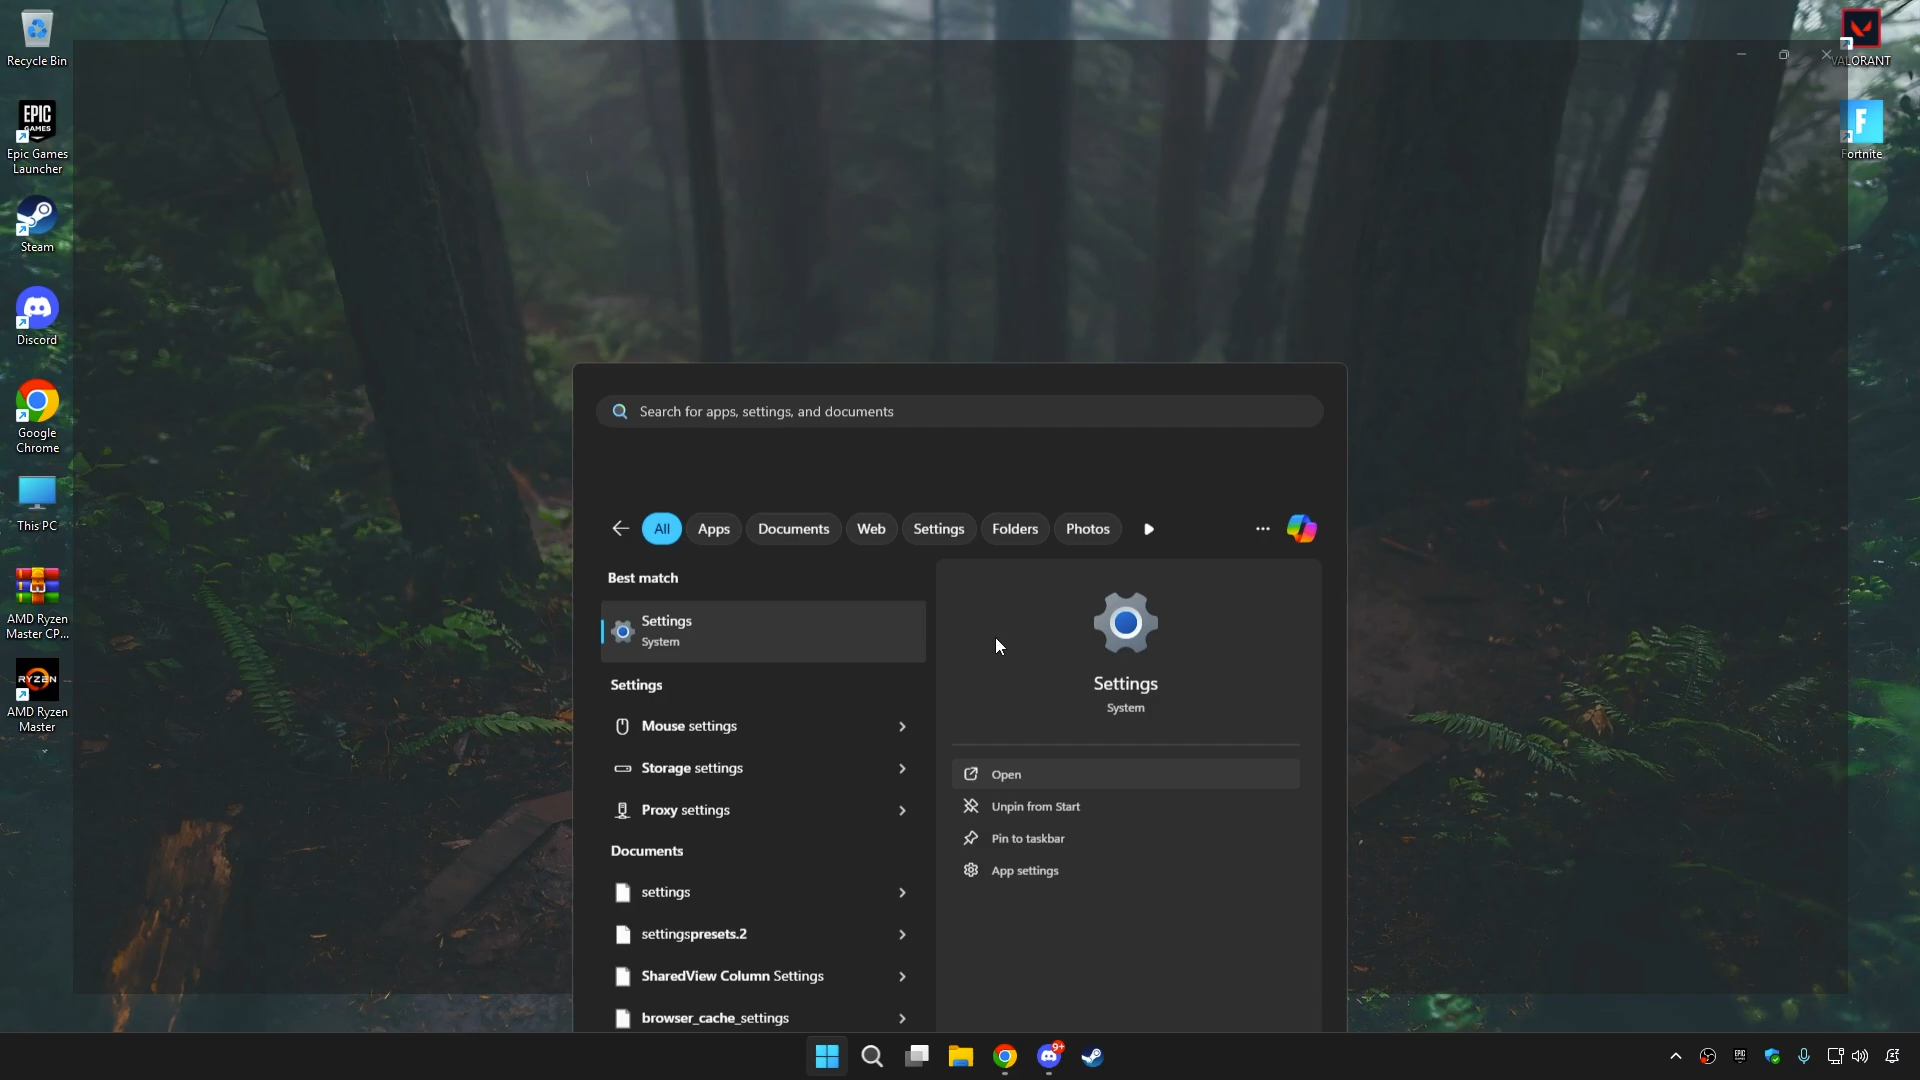 Recycle Bin
EPIC
GAMES
Epic Games
Launcher
Steam
Discord
Google
Chrome
This PC
AMD Ryzen
Master CP...
RYZEN
AMD Ryzen
Master
VALORANT
F
Fortnite
Search for apps, settings, and documents
All
Apps
Documents
Web
Settings
Folders
Photos
Best match
Settings
System
Settings
Mouse settings
Storage settings
Proxy settings
Documents
settings
settingspresets.2
SharedView Column Settings
browser_cache_settings
Settings
System
Open
Unpin from Start
Pin to taskbar
App settings
9+
EPIC